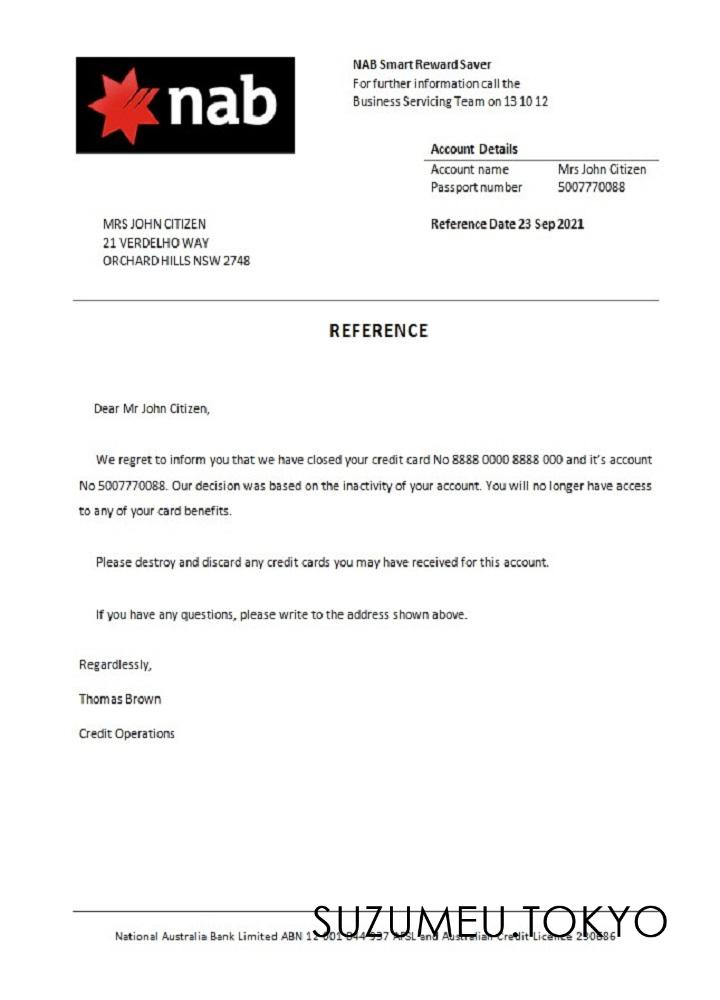 nab
NAB Smart Reward Saver
For further information call the
Business Servicing Team on 13 10 12
Account Details
Account name Mrs John Citizen
Passport number 5007770088
MRS JOHN CITIZEN
21 VERDELHO WAY
ORCHARD HILLS NSW 2748
Reference Date 23 Sep 2021
REFERENCE
Dear Mr John Citizen,
We regret to inform you that we have closed your credit card No 8888 0000 8888 000 and it's account
No 5007770088. Our decision was based on the inactivity of your account. You will no longer have access
to any of your card benefits.
Please destroy and discard any credit cards you may have received for this account.
If you have any questions, please write to the address shown above.
Regardlessly,
Thomas Brown
Credit Operations
SUZUMEU.TOKYO
National Australia Bank Limited ABN 12 AFSL and Australian Credit Licence 230686